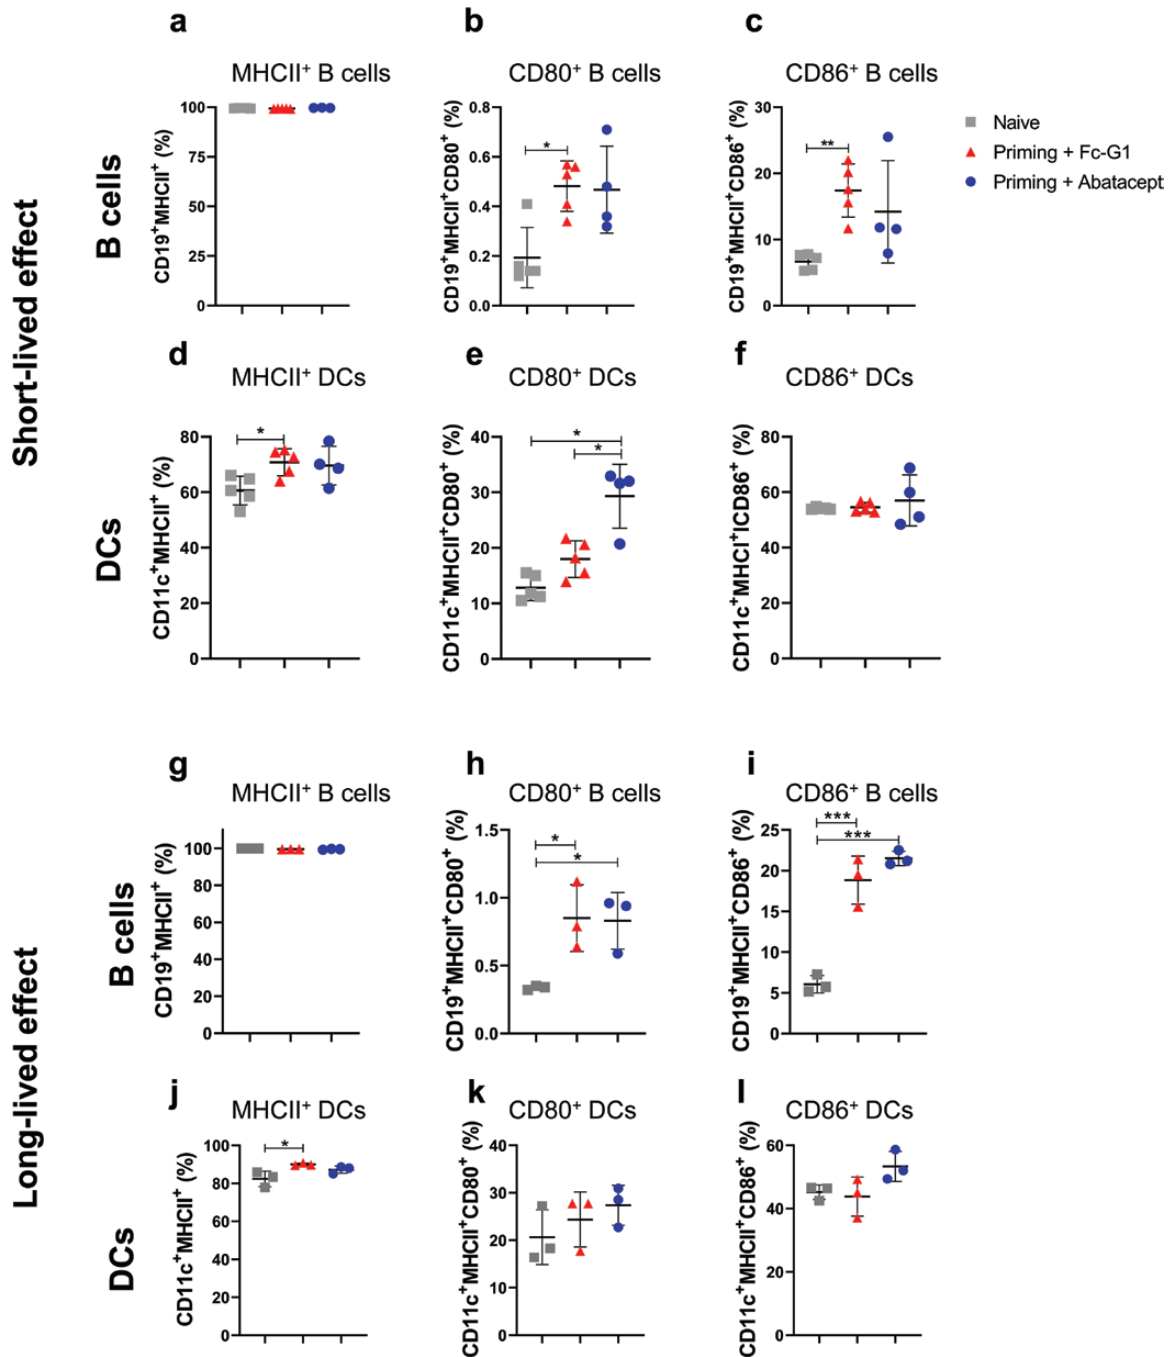 a
b
c
MHCII⁺ B cells
CD80⁺ B cells
CD86⁺ B cells
Short-lived effect
B cells
CD19⁺MHCII⁺ (%)
100
75
50
25
0
CD19⁺MHCII⁺CD80⁺ (%)
0.8
0.6
0.4
0.2
0.0
*
CD19⁺MHCII⁺CD86⁺ (%)
30
20
10
0
**
Naive
Priming + Fc-G1
Priming + Abatacept
d
e
f
MHCII⁺ DCs
CD80⁺ DCs
CD86⁺ DCs
DCs
CD11c⁺MHCII⁺ (%)
80
60
40
20
0
*
CD11c⁺MHCII⁺CD80⁺ (%)
40
30
20
10
0
*
*
CD11c⁺MHCI⁺ICD86⁺ (%)
80
60
40
20
0
g
h
i
MHCII⁺ B cells
CD80⁺ B cells
CD86⁺ B cells
Long-lived effect
B cells
CD19⁺MHCII⁺ (%)
100
80
60
40
20
0
CD19⁺MHCII⁺CD80⁺ (%)
1.5
1.0
0.5
0.0
*
*
CD19⁺MHCII⁺CD86⁺ (%)
25
20
15
10
5
0
***
***
j
k
l
MHCII⁺ DCs
CD80⁺ DCs
CD86⁺ DCs
DCs
CD11c⁺MHCII⁺ (%)
100
80
60
40
20
0
*
CD11c⁺MHCII⁺CD80⁺ (%)
40
30
20
10
0
CD11c⁺MHCII⁺CD86⁺ (%)
60
40
20
0